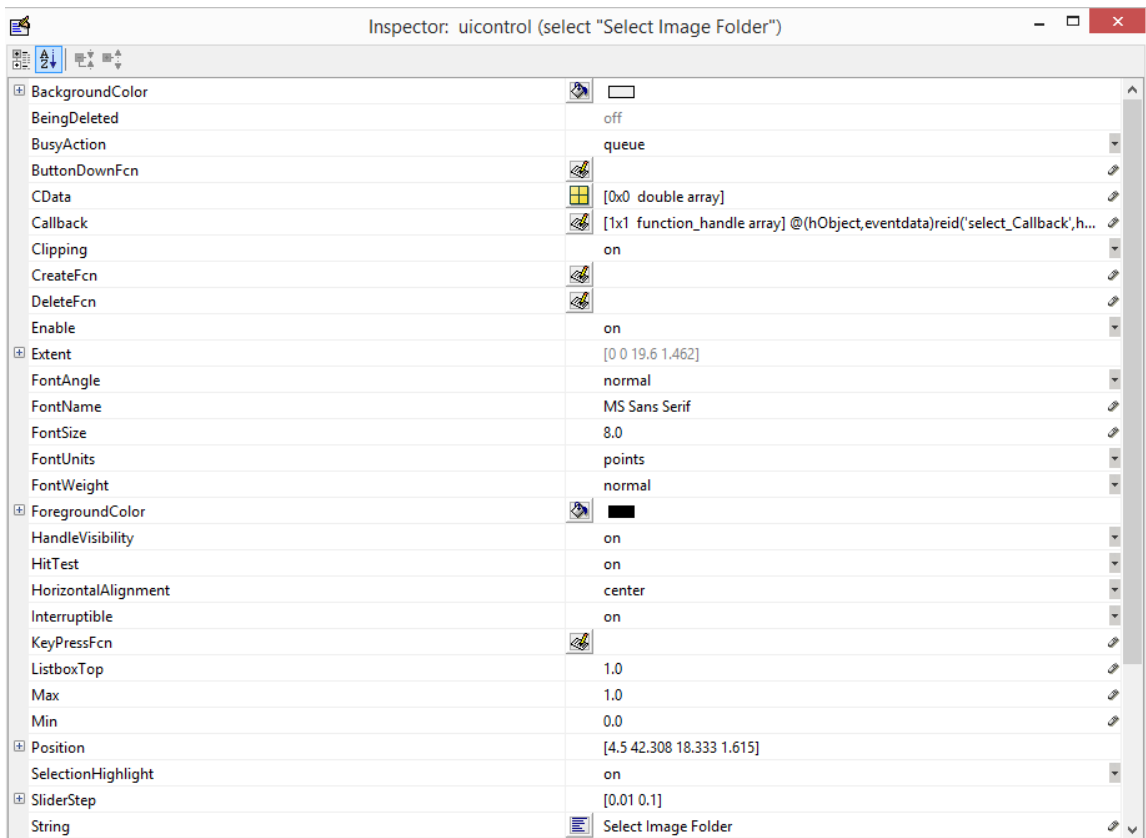 Inspector: uicontrol (select "Select Image Folder")
BackgroundColor
BeingDeleted off
BusyAction queue
ButtonDownFcn
CData [0x0 double array]
Callback [1x1 function_handle array] @(hObject,eventdata)reid('select_Callback',h...
Clipping on
CreateFcn
DeleteFcn
Enable on
Extent [0 0 19.6 1.462]
FontAngle normal
FontName MS Sans Serif
FontSize 8.0
FontUnits points
FontWeight normal
ForegroundColor
HandleVisibility on
HitTest on
HorizontalAlignment center
Interruptible on
KeyPressFcn
ListboxTop 1.0
Max 1.0
Min 0.0
Position [4.5 42.308 18.333 1.615]
SelectionHighlight on
SliderStep [0.01 0.1]
String Select Image Folder